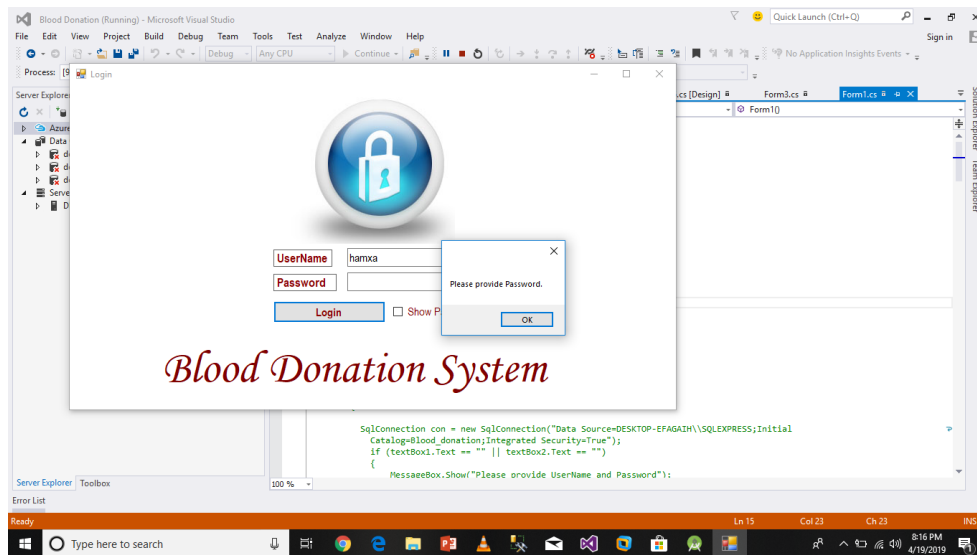 Blood Donation (Running) - Microsoft Visual Studio
Quick Launch (Ctrl+Q)
File Edit View Project Build Debug Team Tools Test Analyze Window Help
Sign in
Debug Any CPU Continue No Application Insights Events
Process: [9
Login
Server Explore
.cs [Design] Form3.cs Form1.cs
Form1()
Azure
Data
d
d
d
Serve
D
Solution Explorer
Team Explorer
UserName hamxa
Password
Please provide Password.
Login Show P
OK
Blood Donation System
SqlConnection con = new SqlConnection("Data Source=DESKTOP-EFAGAIH\\SQLEXPRESS;Initial
Catalog=Blood_donation;Integrated Security=True");
if (textBox1.Text == "" || textBox2.Text == "")
{
MessageBox.Show("Please provide UserName and Password");
Server Explorer Toolbox
100 %
Error List
Ready Ln 15 Col 23 Ch 23 INS
Type here to search
8:16 PM
4/19/2019